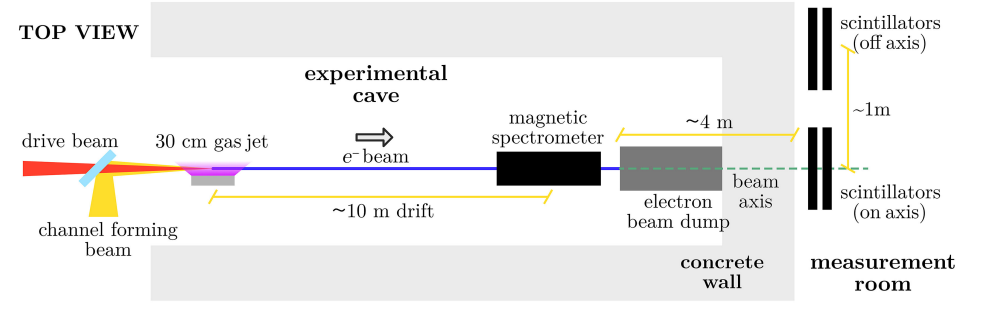 TOP VIEW
scintillators
(off axis)
experimental
cave
~1m
magnetic
spectrometer
~4 m
drive beam
30 cm gas jet
e⁻ beam
beam
axis
scintillators
(on axis)
~10 m drift
electron
beam dump
channel forming
beam
concrete
wall
measurement
room